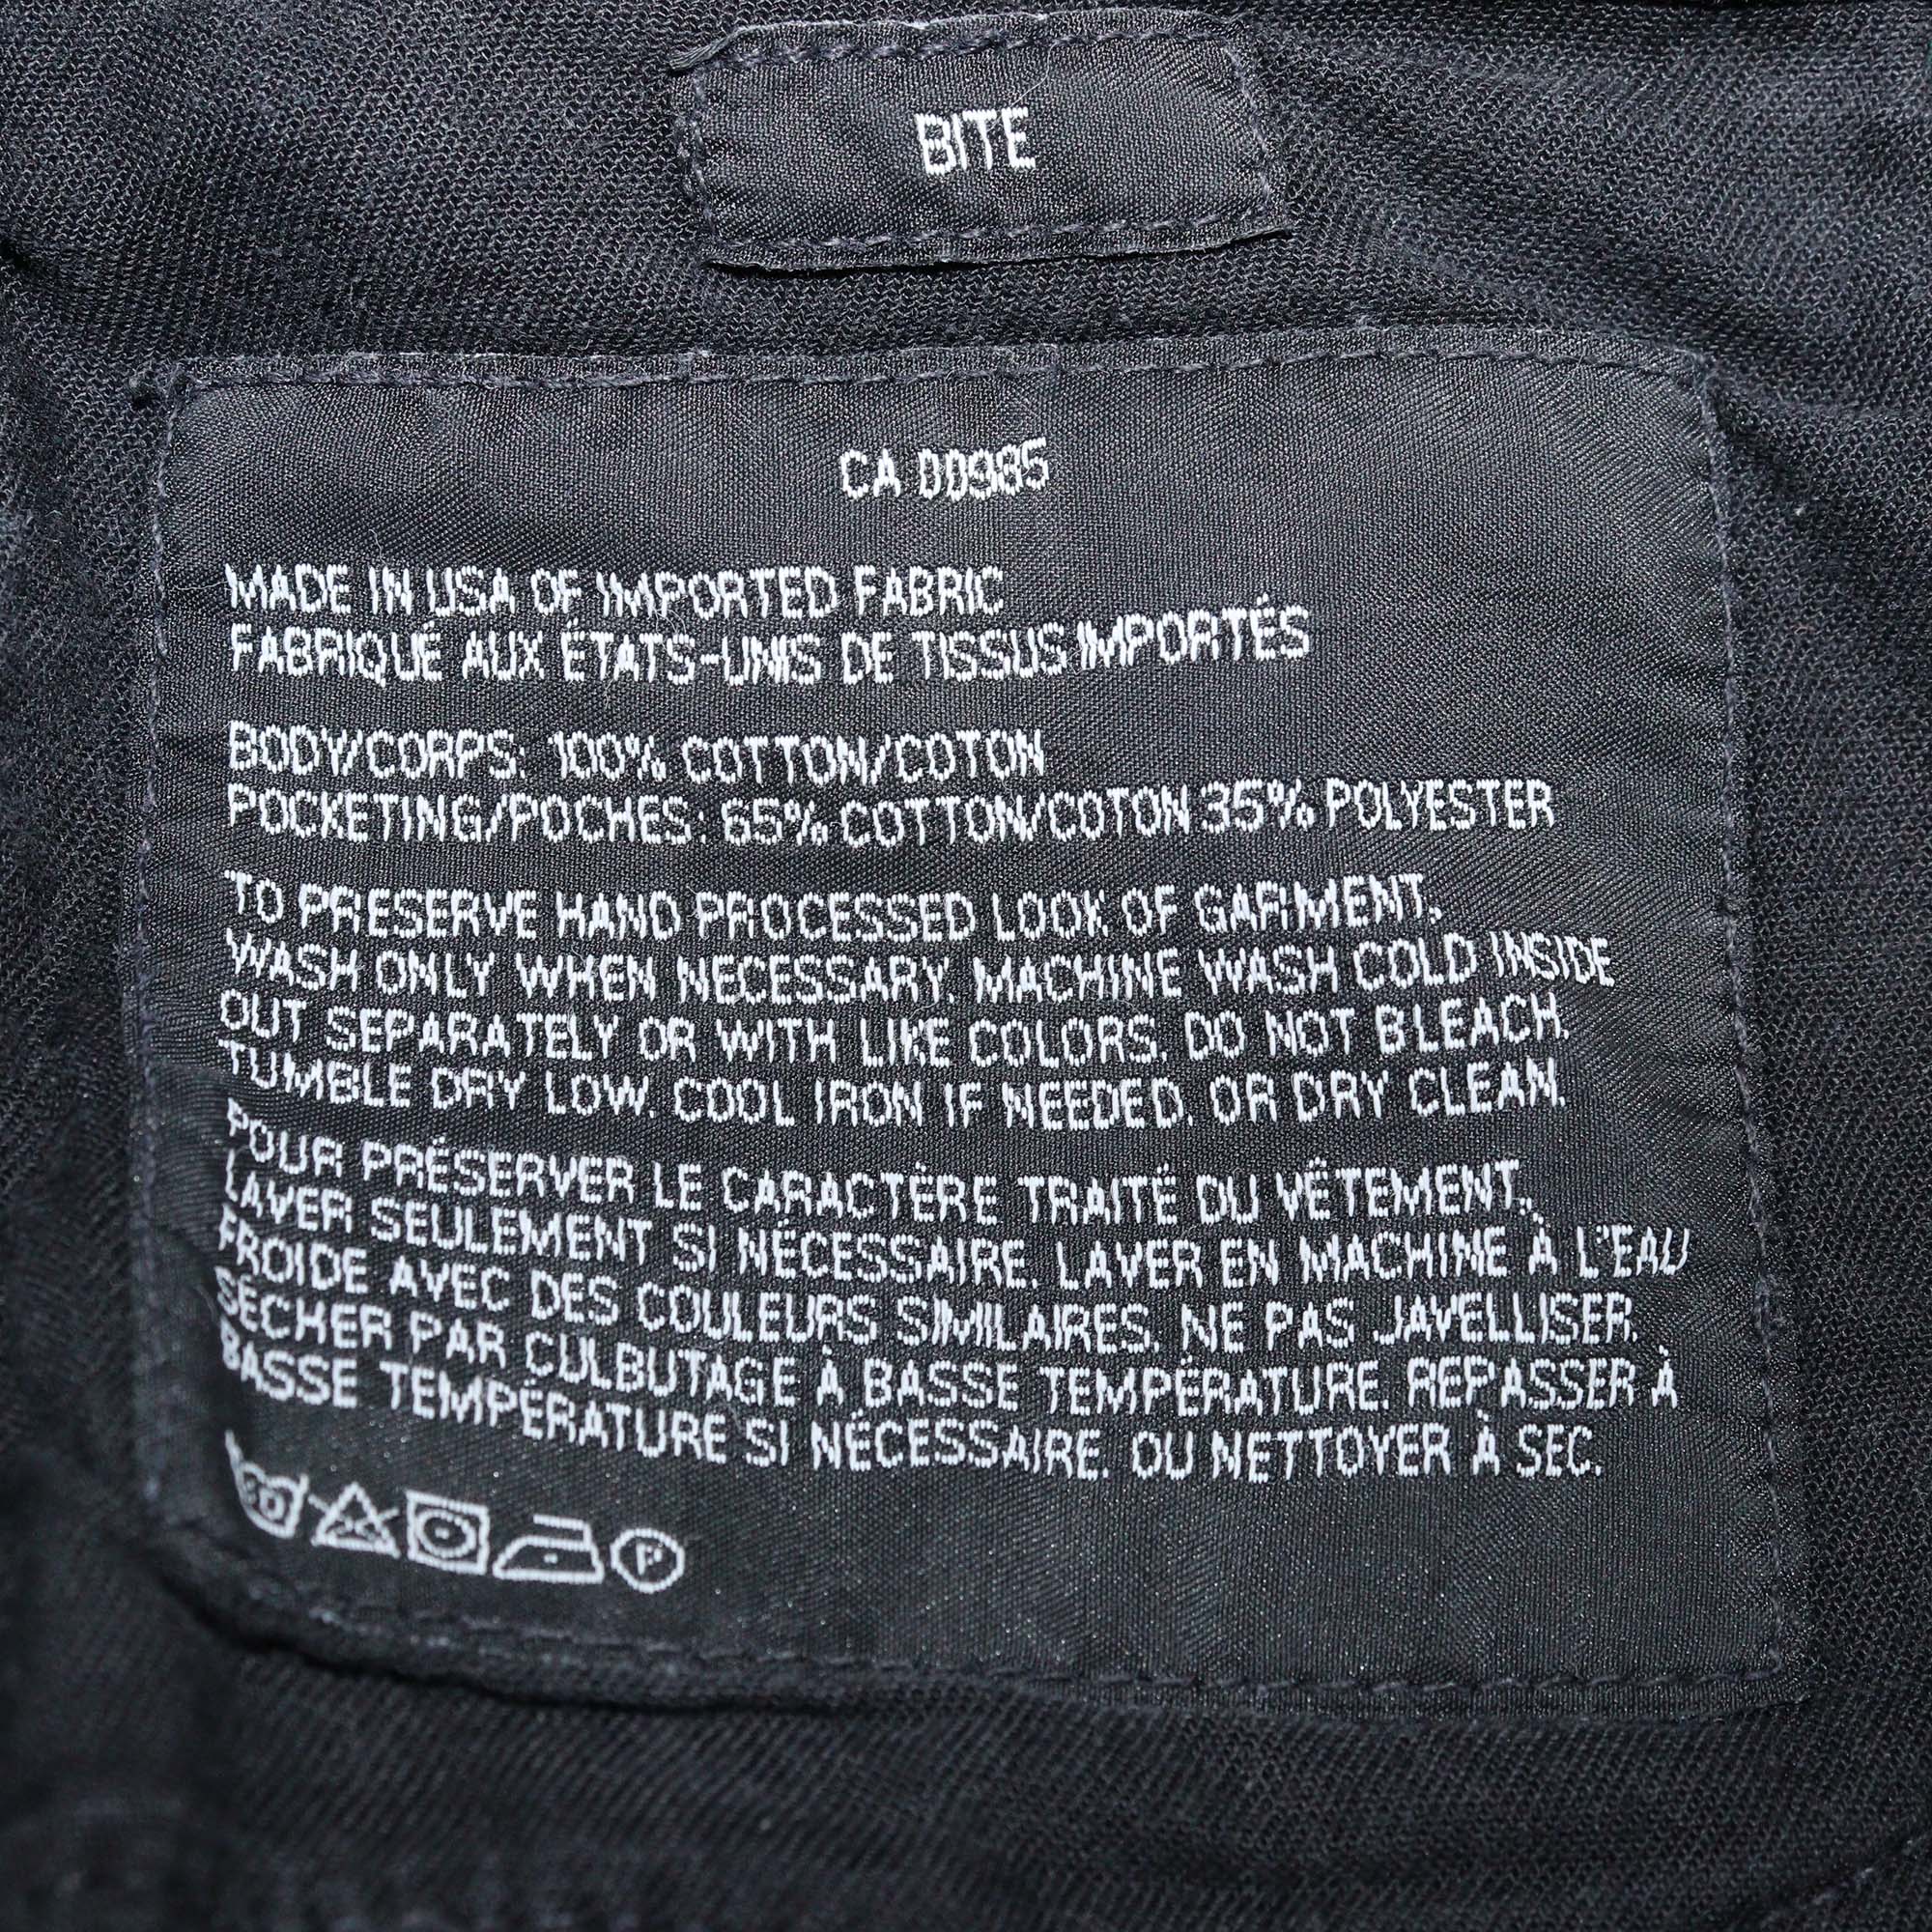 BITE
CA 00985
MADE IN USA OF IMPORTED FABRIC
FABRIQUÉ AUX ÉTATS-UNIS DE TISSUS IMPORTÉS
BODY/CORPS: 100% COTTON/COTON
POCKETING/POCHES: 65% COTTON/COTON 35% POLYESTER
TO PRESERVE HAND PROCESSED LOOK OF GARMENT,
WASH ONLY WHEN NECESSARY. MACHINE WASH COLD INSIDE
OUT SEPARATELY OR WITH LIKE COLORS. DO NOT BLEACH.
TUMBLE DRY LOW. COOL IRON IF NEEDED. OR DRY CLEAN.
POUR PRÉSERVER LE CARACTÈRE TRAITÉ DU VÊTEMENT,
LAVER SEULEMENT SI NÉCESSAIRE. LAVER EN MACHINE À L'EAU
FROIDE AVEC DES COULEURS SIMILAIRES. NE PAS JAVELLISER.
SÉCHER PAR CULBUTAGE À BASSE TEMPÉRATURE. REPASSER À
BASSE TEMPÉRATURE SI NÉCESSAIRE. OU NETTOYER À SEC.
P